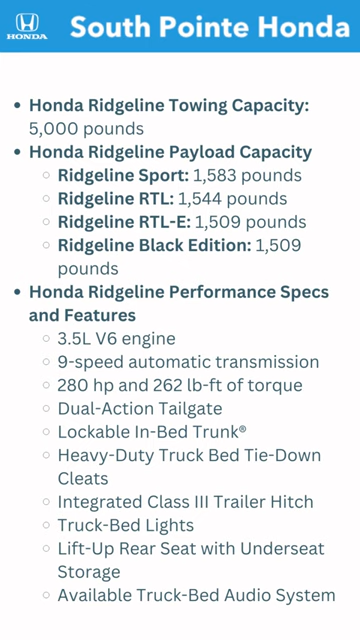 HONDA
South Pointe Honda
• Honda Ridgeline Towing Capacity:
5,000 pounds
• Honda Ridgeline Payload Capacity
○ Ridgeline Sport: 1,583 pounds
○ Ridgeline RTL: 1,544 pounds
○ Ridgeline RTL-E: 1,509 pounds
○ Ridgeline Black Edition: 1,509
pounds
• Honda Ridgeline Performance Specs
and Features
○ 3.5L V6 engine
○ 9-speed automatic transmission
○ 280 hp and 262 lb-ft of torque
○ Dual-Action Tailgate
○ Lockable In-Bed Trunk®
○ Heavy-Duty Truck Bed Tie-Down
Cleats
○ Integrated Class III Trailer Hitch
○ Truck-Bed Lights
○ Lift-Up Rear Seat with Underseat
Storage
○ Available Truck-Bed Audio System